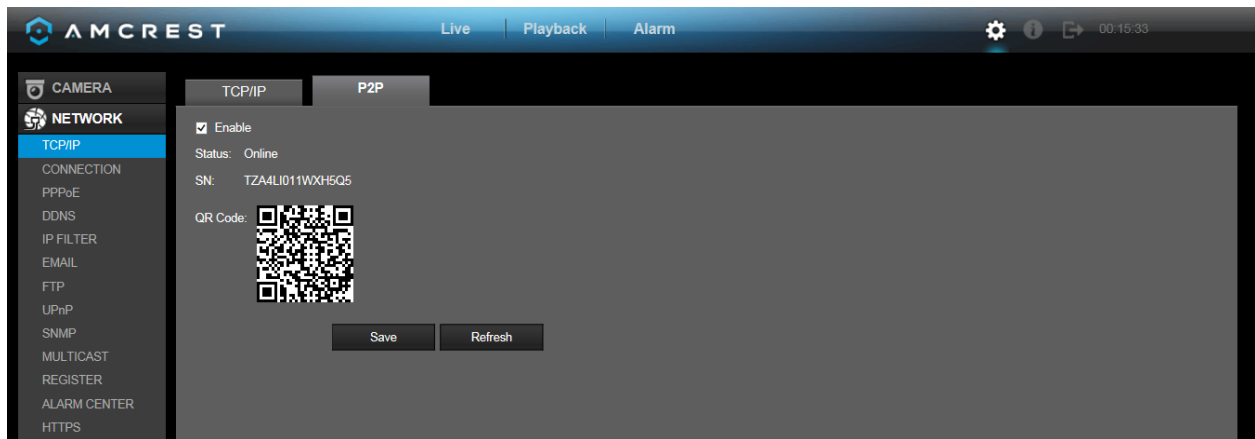 AMCREST Live Playback Alarm 00:15:33
CAMERA
NETWORK
TCP/IP
CONNECTION
PPPoE
DDNS
IP FILTER
EMAIL
FTP
UPnP
SNMP
MULTICAST
REGISTER
ALARM CENTER
HTTPS
TCP/IP P2P
Enable
Status: Online
SN: TZA4LI011WXH5Q5
QR Code:
Save Refresh